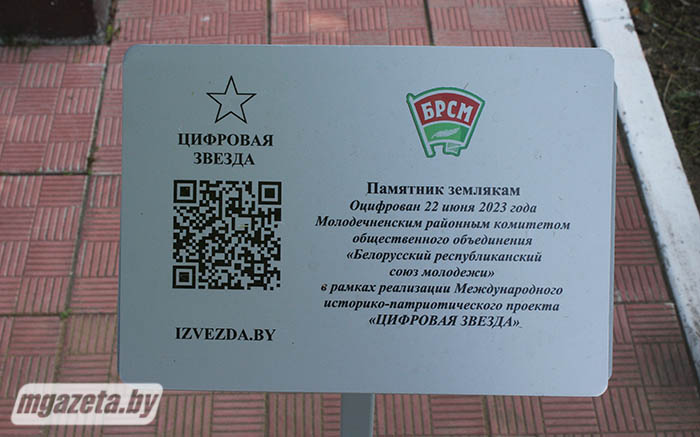 ЦИФРОВАЯ
ЗВЕЗДА
IZVEZDA.BY
БРСМ
Памятник землякам
Оцифрован 22 июня 2023 года
Молодечненским районным комитетом
общественного объединения
«Белорусский республиканский
союз молодежи»
в рамках реализации Международного
историко-патриотического проекта
«ЦИФРОВАЯ ЗВЕЗДА»
mgazeta.by